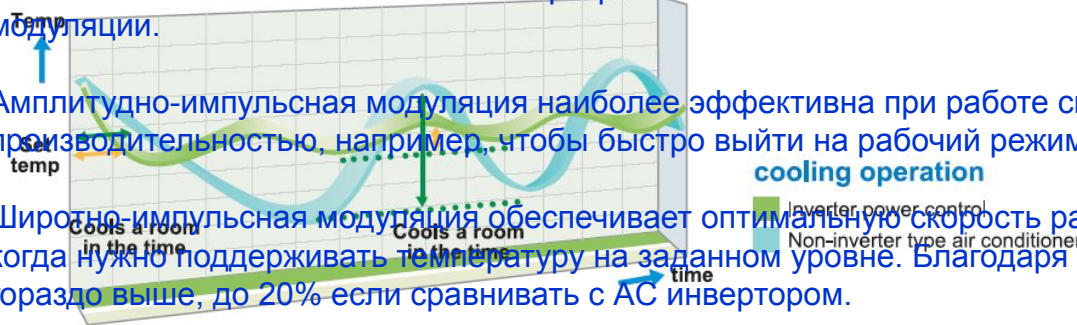 Temp
модуляции.
Амплитудно-импульсная модуляция наиболее эффективна при работе
производительностью, например, чтобы быстро выйти на рабочий режим
Set
temp
cooling operation
Inverter power control
Широтно-импульсная модуляция обеспечивает оптимальную скорость
Cools a room
in the time
Cools a room
in the time
Non-inverter type air conditioner
когда нужно поддерживать температуру на заданном уровне. Благодаря
time
гораздо выше, до 20% если сравнивать с АС инвертором.